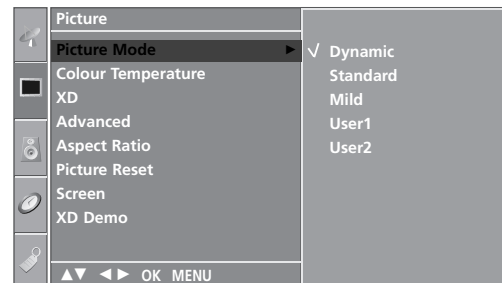 Picture
Picture Mode ▶
Colour Temperature
XD
Advanced
Aspect Ratio
Picture Reset
Screen
XD Demo
▲▼ ◀▶ OK MENU
√ Dynamic
Standard
Mild
User1
User2